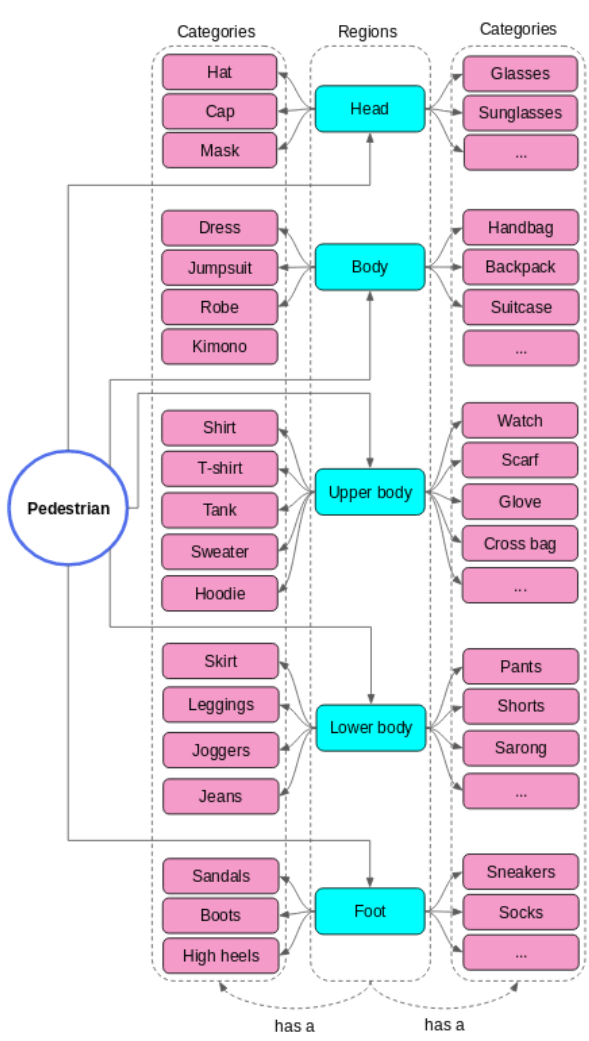 Categories
Regions
Categories
Hat
Cap
Mask
Head
Glasses
Sunglasses
...
Dress
Jumpsuit
Robe
Kimono
Body
Handbag
Backpack
Suitcase
...
Pedestrian
Shirt
T-shirt
Tank
Sweater
Hoodie
Upper body
Watch
Scarf
Glove
Cross bag
...
Skirt
Leggings
Joggers
Jeans
Lower body
Pants
Shorts
Sarong
...
Sandals
Boots
High heels
Foot
Sneakers
Socks
...
has a
has a